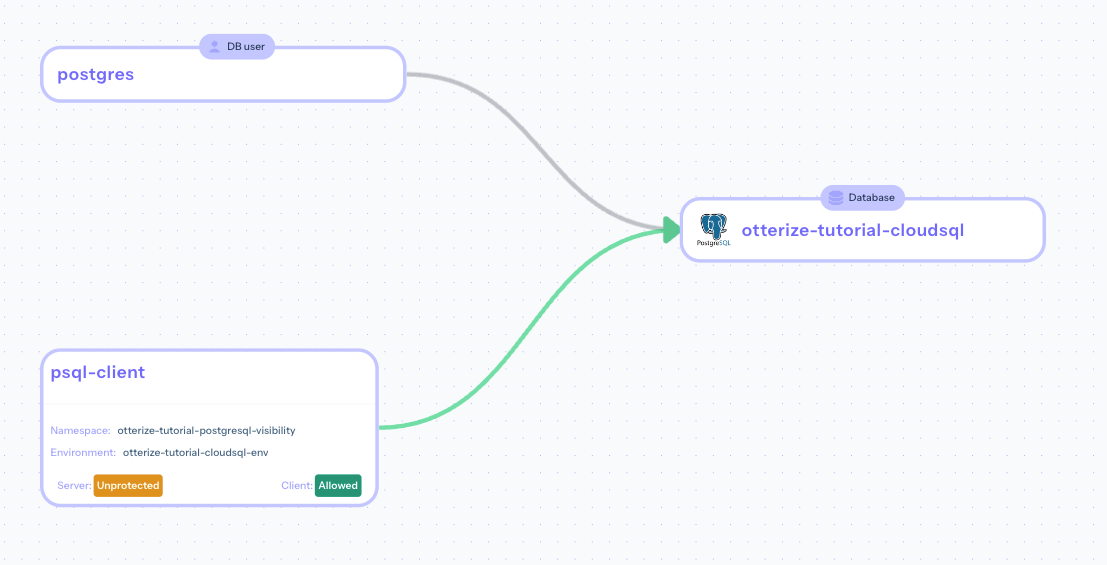 DB user
postgres
Database
PostgreSQL
otterize-tutorial-cloudsql
psql-client
Namespace: otterize-tutorial-postgresql-visibility
Environment: otterize-tutorial-cloudsql-env
Server: Unprotected Client: Allowed